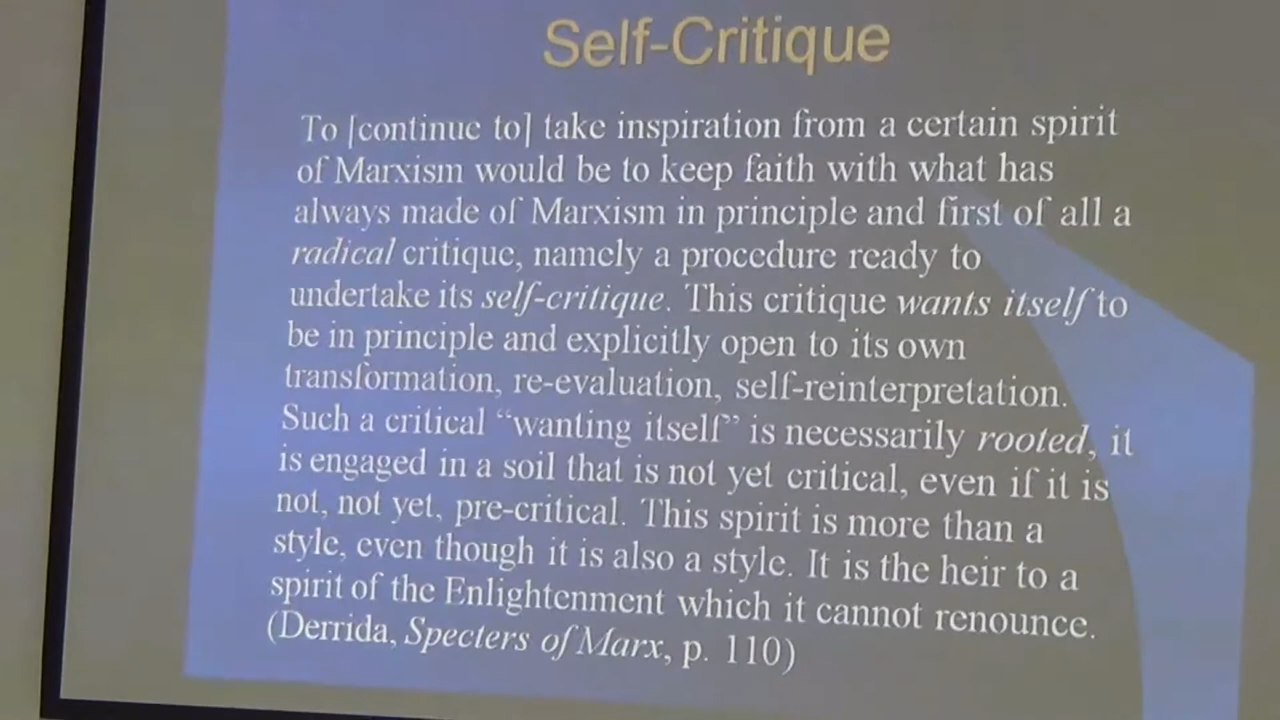 Self-Critique
To [continue to] take inspiration from a certain spirit
of Marxism would be to keep faith with what has
always made of Marxism in principle and first of all a
radical critique, namely a procedure ready to
undertake its self-critique. This critique wants itself to
be in principle and explicitly open to its own
transformation, re-evaluation, self-reinterpretation.
Such a critical “wanting itself” is necessarily rooted, it
is engaged in a soil that is not yet critical, even if it is
not, not yet, pre-critical. This spirit is more than a
style, even though it is also a style. It is the heir to a
spirit of the Enlightenment which it cannot renounce.
(Derrida, Specters of Marx, p. 110)